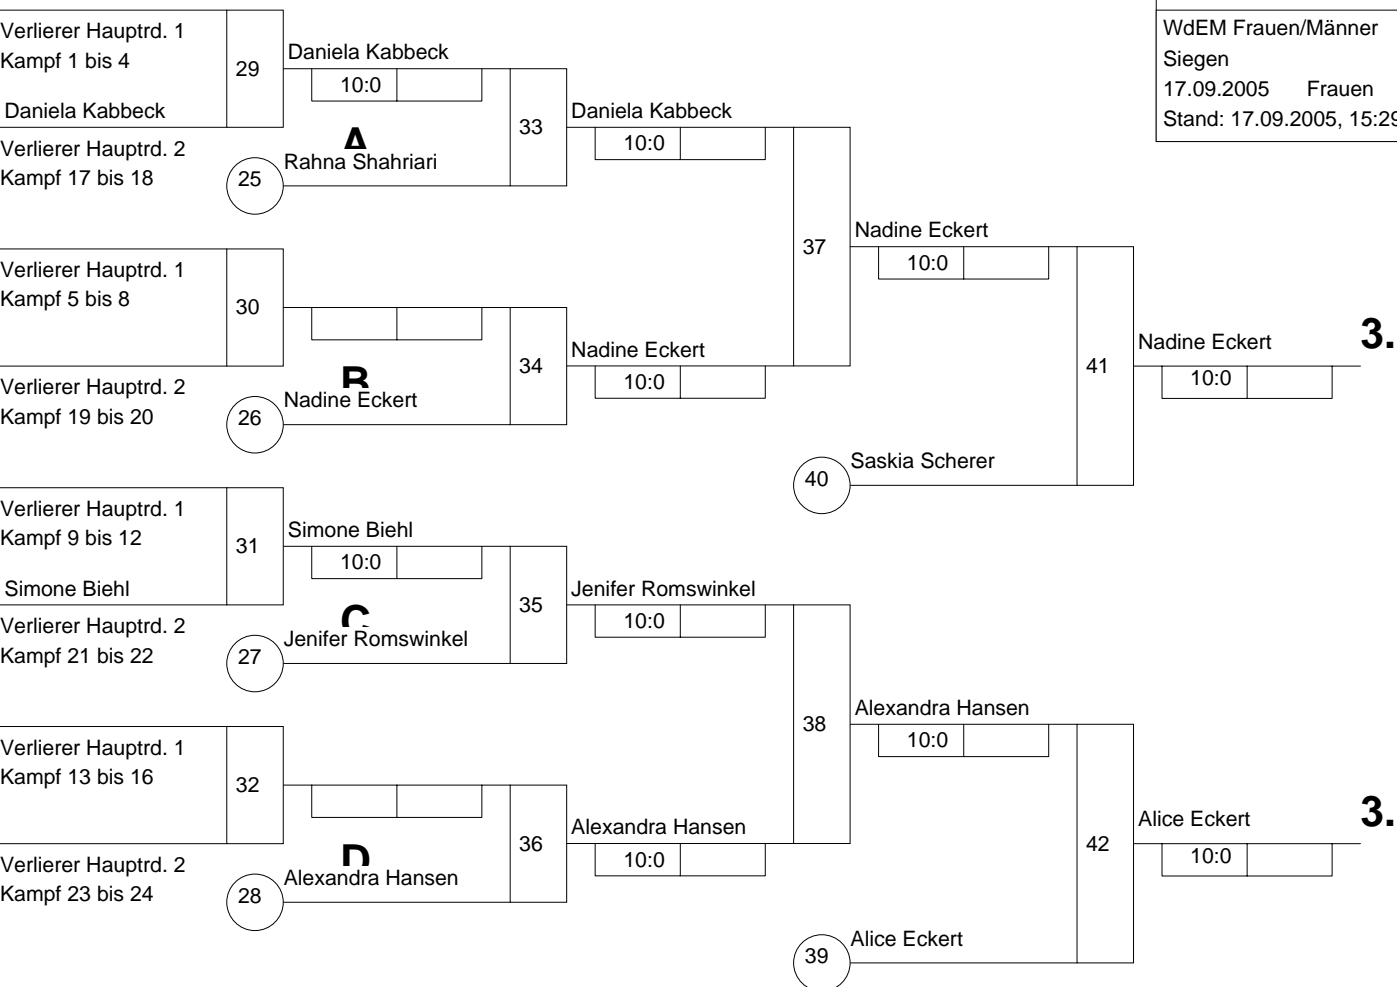 WdEM Frauen/Männer
Siegen
17.09.2005 Frauen
Stand: 17.09.2005, 15:29
Verlierer Hauptrd. 1
Kampf 1 bis 4
29
Daniela Kabbeck
10:0
Daniela Kabbeck
A
33
Daniela Kabbeck
10:0
Verlierer Hauptrd. 2
Kampf 17 bis 18
25
Rahna Shahriari
37
Nadine Eckert
10:0
Verlierer Hauptrd. 1
Kampf 5 bis 8
30
B
34
Nadine Eckert
10:0
41
Nadine Eckert
10:0
3.
Verlierer Hauptrd. 2
Kampf 19 bis 20
26
Nadine Eckert
40
Saskia Scherer
Verlierer Hauptrd. 1
Kampf 9 bis 12
31
Simone Biehl
10:0
Simone Biehl
C
35
Jenifer Romswinkel
10:0
Verlierer Hauptrd. 2
Kampf 21 bis 22
27
Jenifer Romswinkel
38
Alexandra Hansen
10:0
Verlierer Hauptrd. 1
Kampf 13 bis 16
32
D
36
Alexandra Hansen
10:0
42
Alice Eckert
10:0
3.
Verlierer Hauptrd. 2
Kampf 23 bis 24
28
Alexandra Hansen
39
Alice Eckert